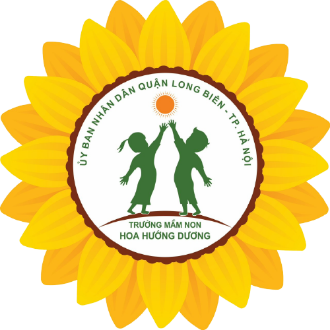 ỦY BAN NHÂN DÂN QUẬN LONG BIÊN - TP. HÀ NỘI
TRƯỜNG MẦM NON
HOA HƯỚNG DƯƠNG